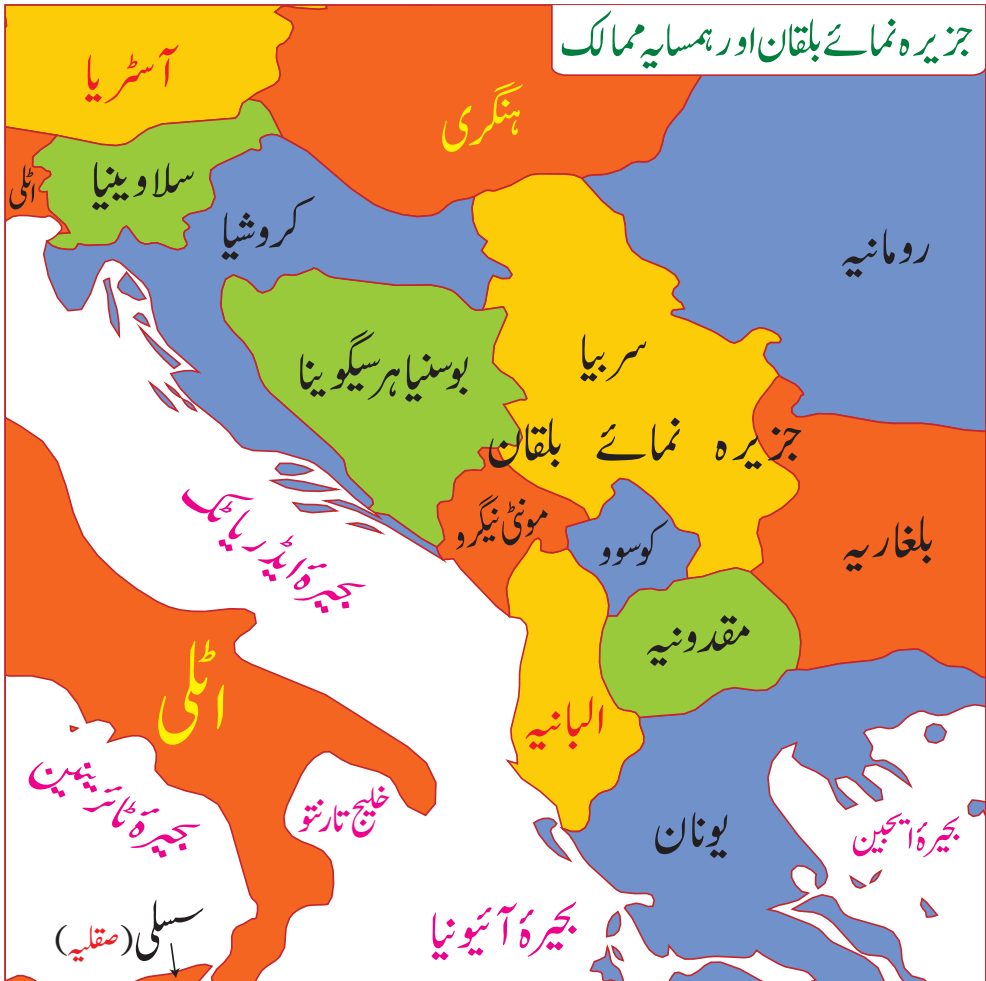 جزیرہ نمائے بلقان اور ہمسایہ ممالک
آسٹریا
ہنگری
اٹلی
سلاوینیا
کروشیا
رومانیہ
بوسنیا ہرسیگوینا
سربیا
جزیرہ نمائے بلقان
مونٹی نیگرو
کوسوو
بلغاریہ
بحیرۂ ایڈریاٹک
مقدونیہ
اٹلی
البانیہ
بحیرۂ ٹائرینین
خلیج تارنتو
یونان
بحیرۂ ایجین
بحیرۂ آئیونیا
سسلی (صقلیہ)